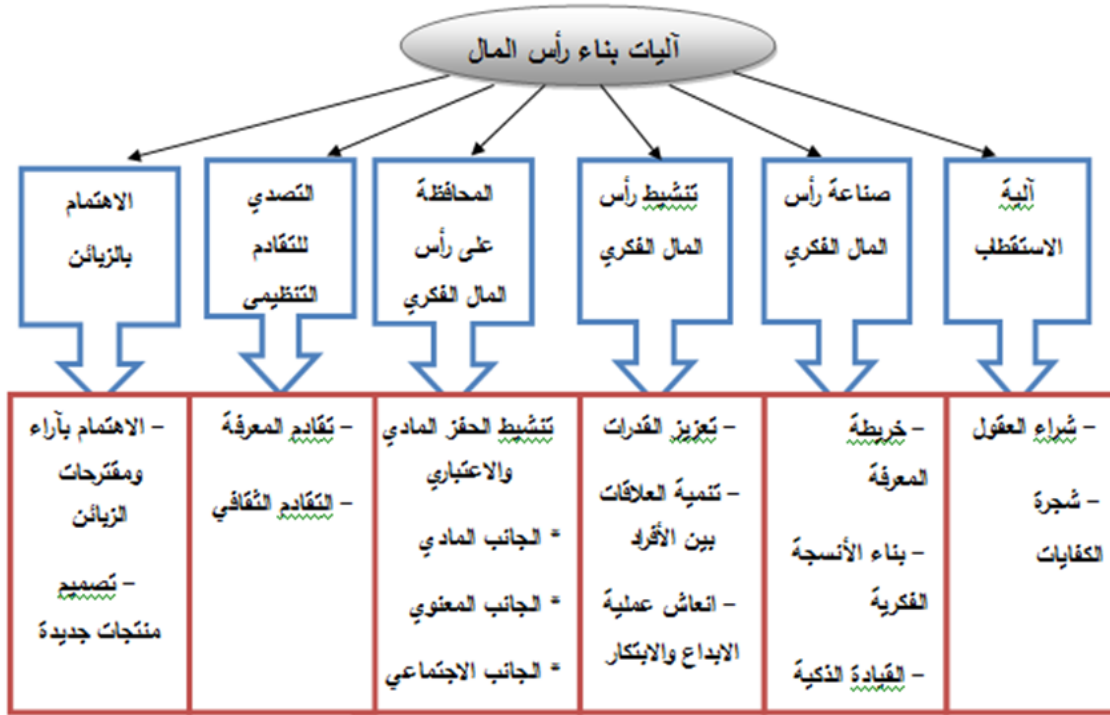 آليات بناء رأس المال
آلية
الاستقطاب
صناعة رأس
المال الفكري
تنشيط رأس
المال الفكري
المحافظة
على رأس
المال الفكري
التصدي
للتقادم
التنظيمي
الاهتمام
بالزبائن
– شراء العقول
– شجرة
الكفايات
– خريطة
المعرفة
– بناء الأنسجة
الفكرية
– القيادة الذكية
– تعزيز القدرات
– تنمية العلاقات
بين الأفراد
– انعاش عملية
الابداع والابتكار
تنشيط الحفز المادي
والاعتباري
* الجانب المادي
* الجانب المعنوي
* الجانب الاجتماعي
– تقادم المعرفة
– التقادم الثقافي
– الاهتمام بآراء
ومقترحات
الزبائن
– تصميم
منتجات جديدة